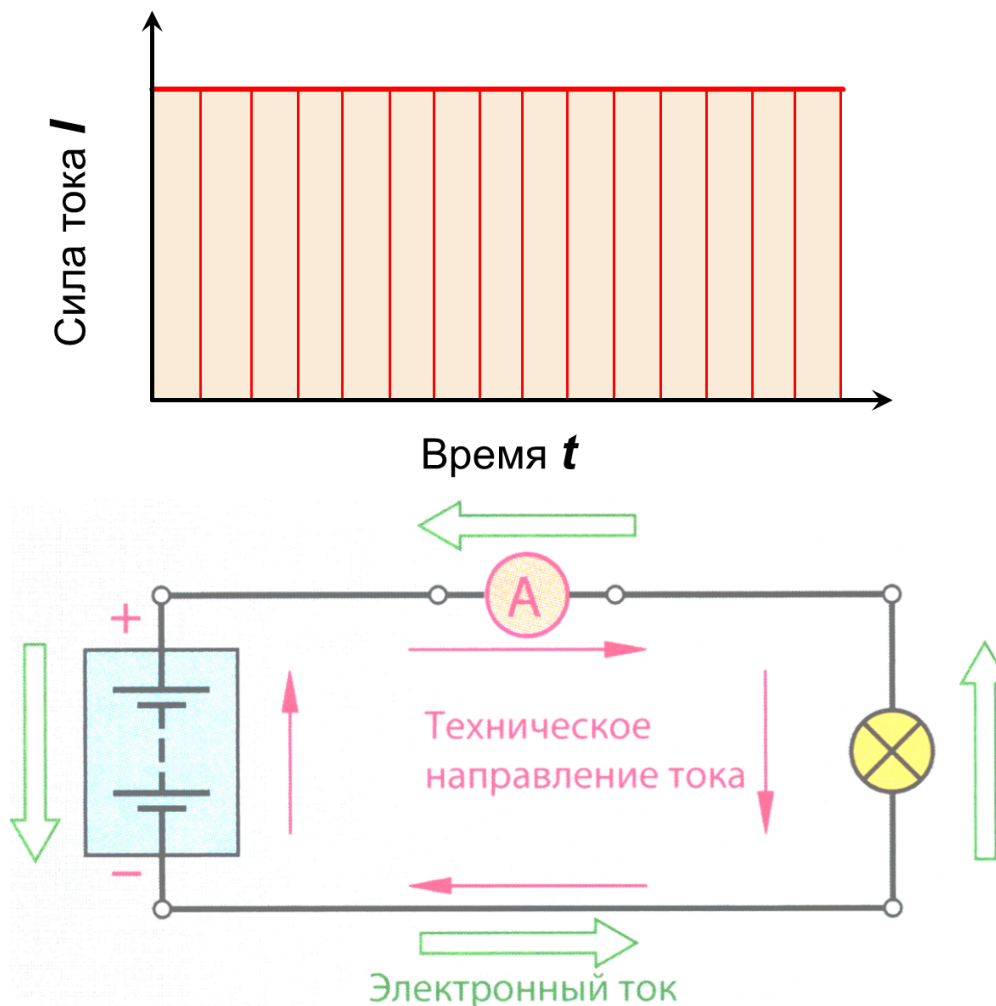 Сила тока I
Время t
+
A
Техническое
направление тока
−
Электронный ток